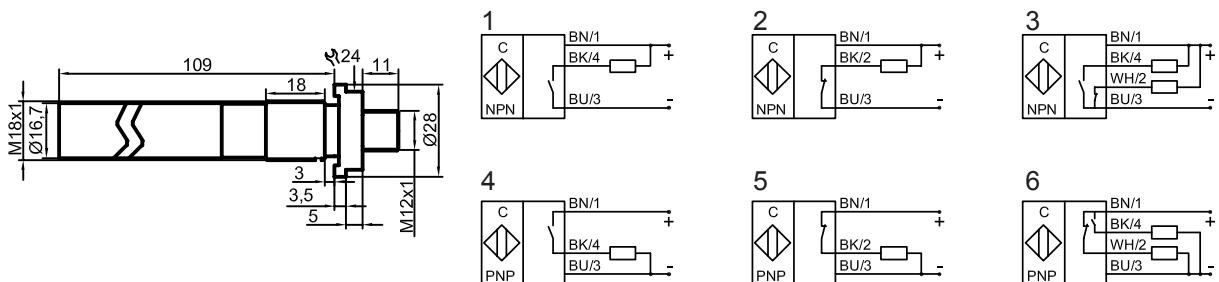 109
24
11
18
M18x1
Ø16,7
3
3,5
5
Ø28
M12x1
1
C
NPN
BN/1
BK/4
BU/3
+
-
2
C
NPN
BN/1
BK/2
BU/3
+
-
3
C
NPN
BN/1
BK/4
WH/2
BU/3
+
-
4
C
PNP
BN/1
BK/4
BU/3
+
-
5
C
PNP
BN/1
BK/2
BU/3
+
-
6
C
PNP
BN/1
BK/4
WH/2
BU/3
+
-